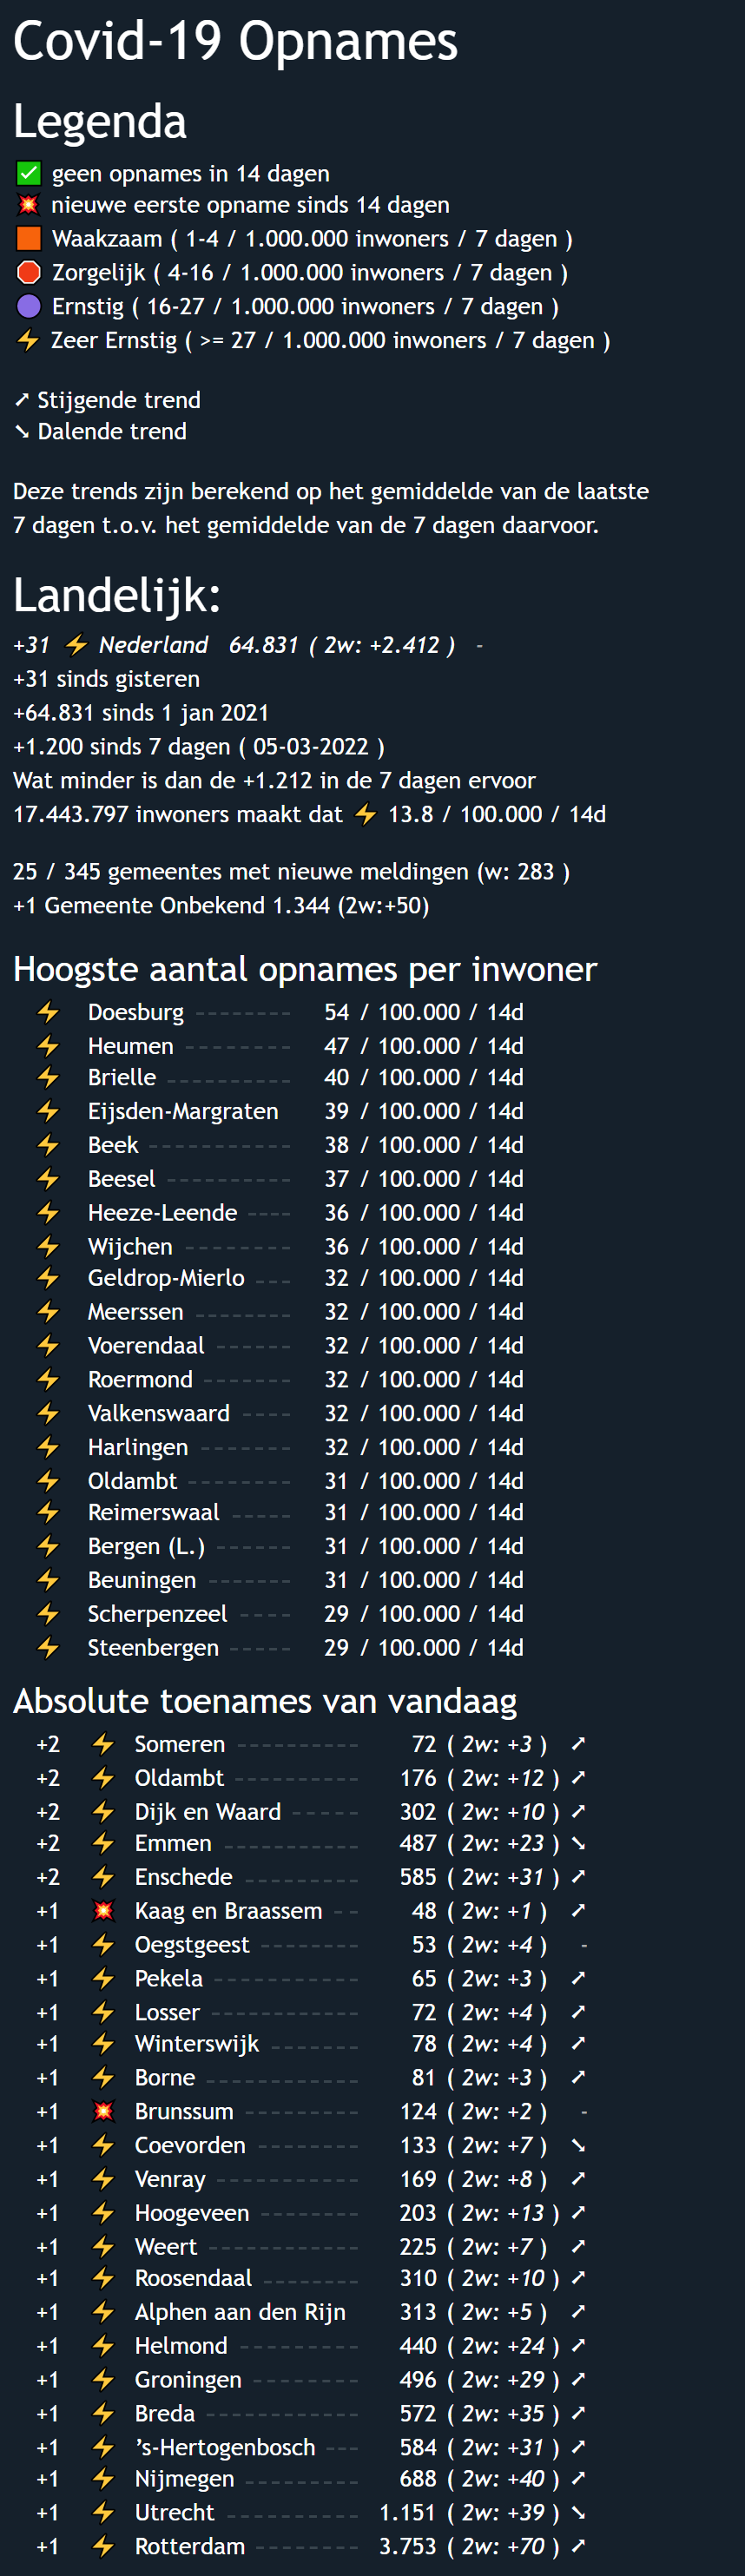 Covid-19 Opnames
Legenda
✅ geen opnames in 14 dagen
💥 nieuwe eerste opname sinds 14 dagen
🟧 Waakzaam ( 1-4 / 1.000.000 inwoners / 7 dagen )
🛑 Zorgelijk ( 4-16 / 1.000.000 inwoners / 7 dagen )
🟣 Ernstig ( 16-27 / 1.000.000 inwoners / 7 dagen )
⚡ Zeer Ernstig ( >= 27 / 1.000.000 inwoners / 7 dagen )
➚ Stijgende trend
➘ Dalende trend
Deze trends zijn berekend op het gemiddelde van de laatste
7 dagen t.o.v. het gemiddelde van de 7 dagen daarvoor.
Landelijk:
+31 ⚡ Nederland 64.831 ( 2w: +2.412 ) -
+31 sinds gisteren
+64.831 sinds 1 jan 2021
+1.200 sinds 7 dagen ( 05-03-2022 )
Wat minder is dan de +1.212 in de 7 dagen ervoor
17.443.797 inwoners maakt dat ⚡ 13.8 / 100.000 / 14d
25 / 345 gemeentes met nieuwe meldingen (w: 283 )
+1 Gemeente Onbekend 1.344 (2w:+50)
Hoogste aantal opnames per inwoner
⚡ Doesburg -------- 54 / 100.000 / 14d
⚡ Heumen -------- 47 / 100.000 / 14d
⚡ Brielle ---------- 40 / 100.000 / 14d
⚡ Eijsden-Margraten 39 / 100.000 / 14d
⚡ Beek ----------- 38 / 100.000 / 14d
⚡ Beesel ---------- 37 / 100.000 / 14d
⚡ Heeze-Leende ---- 36 / 100.000 / 14d
⚡ Wijchen -------- 36 / 100.000 / 14d
⚡ Geldrop-Mierlo --- 32 / 100.000 / 14d
⚡ Meerssen -------- 32 / 100.000 / 14d
⚡ Voerendaal ------ 32 / 100.000 / 14d
⚡ Roermond ------- 32 / 100.000 / 14d
⚡ Valkenswaard ---- 32 / 100.000 / 14d
⚡ Harlingen ------- 32 / 100.000 / 14d
⚡ Oldambt -------- 31 / 100.000 / 14d
⚡ Reimerswaal ----- 31 / 100.000 / 14d
⚡ Bergen (L.) ------ 31 / 100.000 / 14d
⚡ Beuningen ------- 31 / 100.000 / 14d
⚡ Scherpenzeel ---- 29 / 100.000 / 14d
⚡ Steenbergen ----- 29 / 100.000 / 14d
Absolute toenames van vandaag
+2 ⚡ Someren ---------- 72 ( 2w: +3 ) ➚
+2 ⚡ Oldambt ---------- 176 ( 2w: +12 ) ➚
+2 ⚡ Dijk en Waard ----- 302 ( 2w: +10 ) ➚
+2 ⚡ Emmen ----------- 487 ( 2w: +23 ) ➘
+2 ⚡ Enschede --------- 585 ( 2w: +31 ) ➚
+1 💥 Kaag en Braassem -- 48 ( 2w: +1 ) ➚
+1 ⚡ Oegstgeest -------- 53 ( 2w: +4 ) -
+1 ⚡ Pekela ------------ 65 ( 2w: +3 ) ➚
+1 ⚡ Losser ------------ 72 ( 2w: +4 ) ➚
+1 ⚡ Winterswijk ------- 78 ( 2w: +4 ) ➚
+1 ⚡ Borne ------------- 81 ( 2w: +3 ) ➚
+1 💥 Brunssum --------- 124 ( 2w: +2 ) -
+1 ⚡ Coevorden -------- 133 ( 2w: +7 ) ➘
+1 ⚡ Venray ------------ 169 ( 2w: +8 ) ➚
+1 ⚡ Hoogeveen -------- 203 ( 2w: +13 ) ➚
+1 ⚡ Weert ------------- 225 ( 2w: +7 ) ➚
+1 ⚡ Roosendaal -------- 310 ( 2w: +10 ) ➚
+1 ⚡ Alphen aan den Rijn 313 ( 2w: +5 ) ➚
+1 ⚡ Helmond ---------- 440 ( 2w: +24 ) ➚
+1 ⚡ Groningen --------- 496 ( 2w: +29 ) ➚
+1 ⚡ Breda ------------- 572 ( 2w: +35 ) ➚
+1 ⚡ ’s-Hertogenbosch --- 584 ( 2w: +31 ) ➚
+1 ⚡ Nijmegen ---------- 688 ( 2w: +40 ) ➚
+1 ⚡ Utrecht ----------- 1.151 ( 2w: +39 ) ➘
+1 ⚡ Rotterdam --------- 3.753 ( 2w: +70 ) ➚